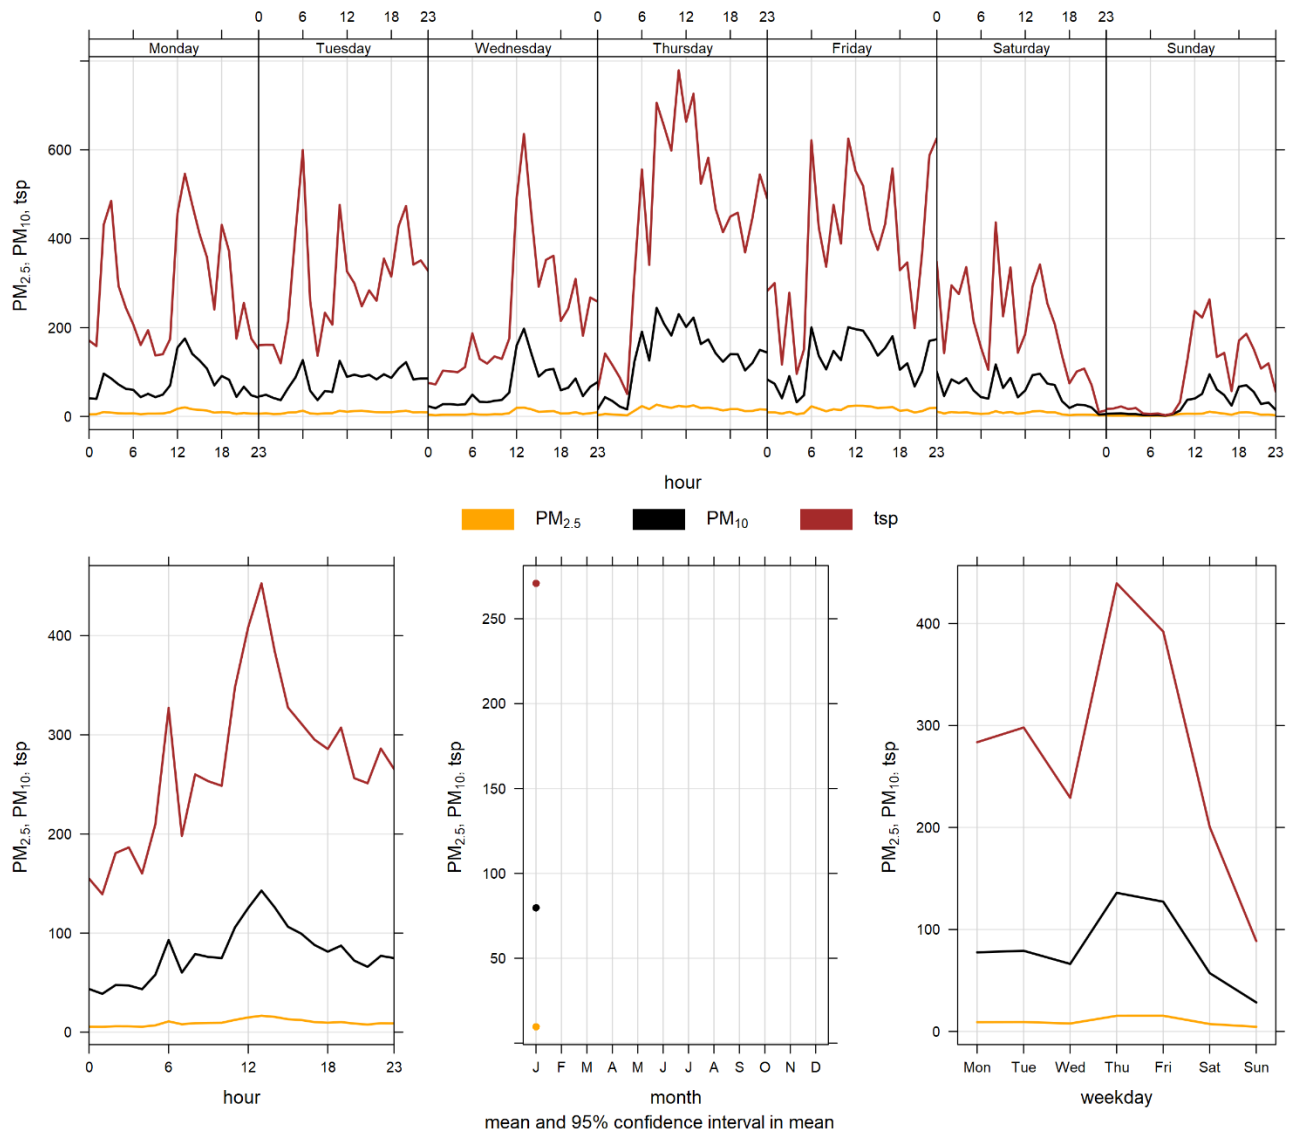 0 6 12 18 23 0 6 12 18 23 0 6 12 18 23
Monday Tuesday Wednesday Thursday Friday Saturday Sunday
600
400
200
0
PM2.5, PM10, tsp
0 6 12 18 23 0 6 12 18 23 0 6 12 18 23 0 6 12 18 23
hour
PM2.5 PM10 tsp
400
300
200
100
0
PM2.5, PM10, tsp
0 6 12 18 23
hour
250
200
150
100
50
PM2.5, PM10, tsp
J F M A M J J A S O N D
month
mean and 95% confidence interval in mean
400
300
200
100
0
PM2.5, PM10, tsp
Mon Tue Wed Thu Fri Sat Sun
weekday